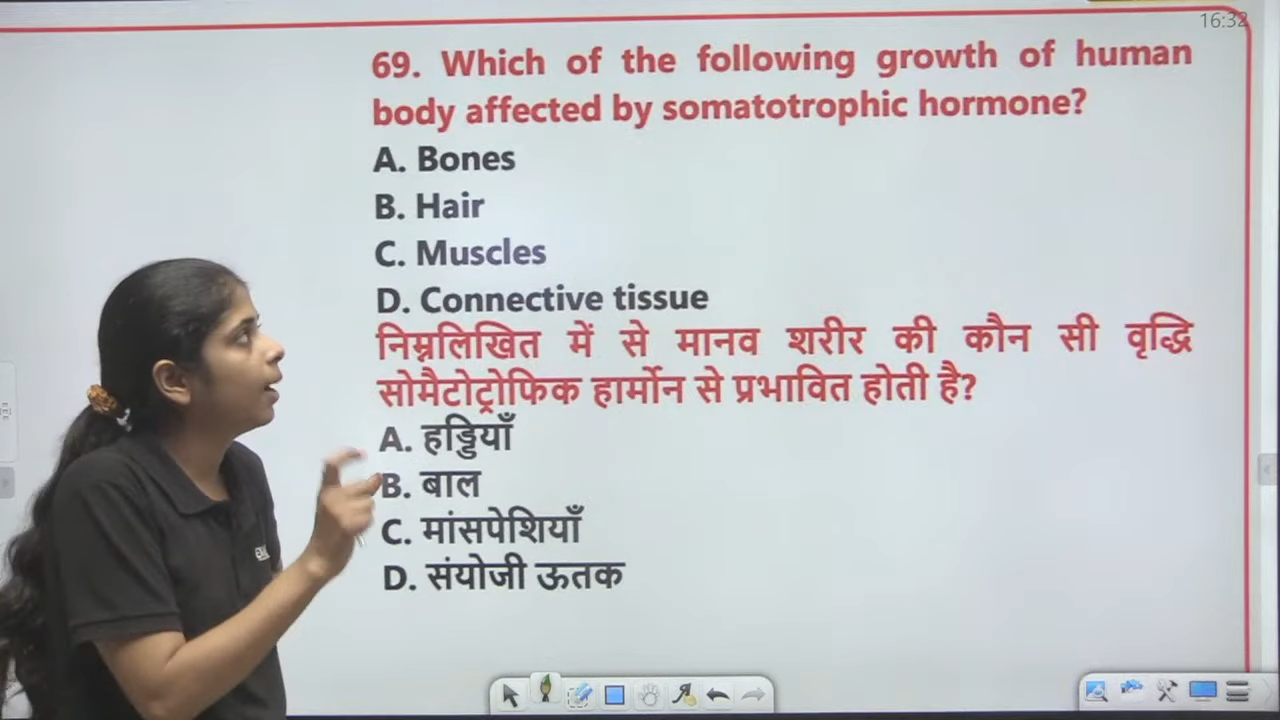 16:32
69. Which of the following growth of human
body affected by somatotrophic hormone?
A. Bones
B. Hair
C. Muscles
D. Connective tissue
निम्नलिखित में से मानव शरीर की कौन सी वृद्धि
सोमैटोट्रोफिक हार्मोन से प्रभावित होती है?
A. हड्डियाँ
B. बाल
C. मांसपेशियाँ
D. संयोजी ऊतक